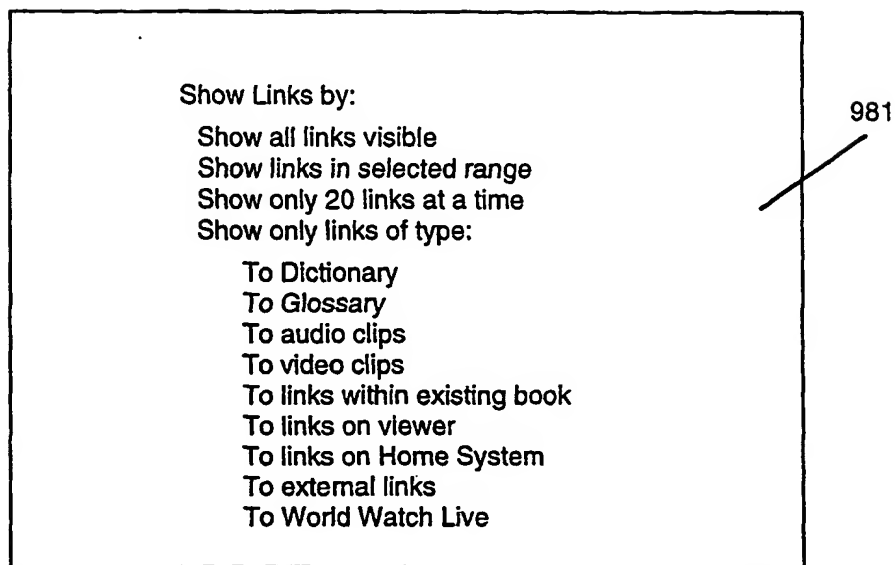 Show Links by:
981
Show all links visible
Show links in selected range
Show only 20 links at a time
Show only links of type:
To Dictionary
To Glossary
To audio clips
To video clips
To links within existing book
To links on viewer
To links on Home System
To external links
To World Watch Live